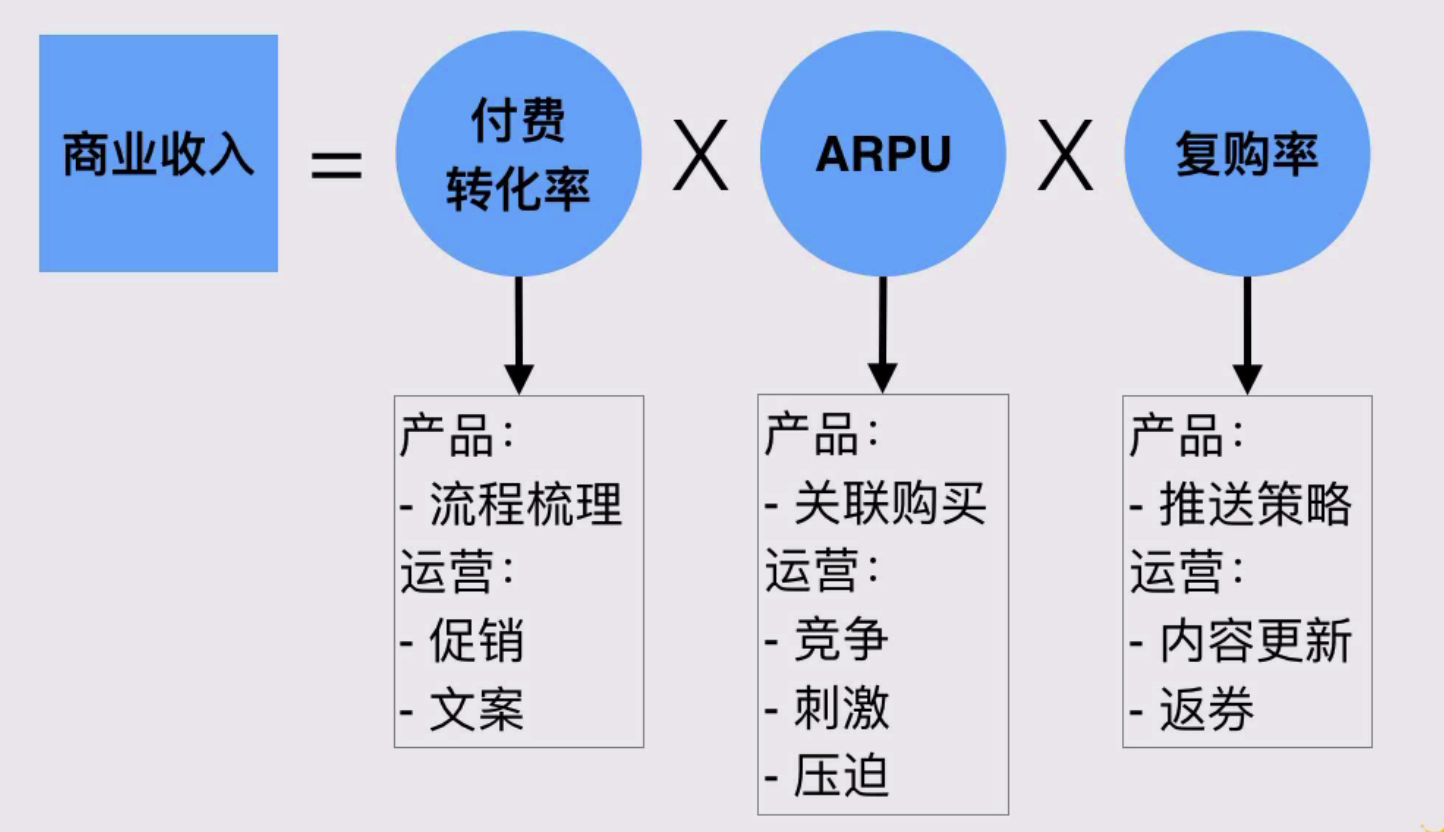 商业收入
=
付费
转化率
X
ARPU
X
复购率
产品：
- 流程梳理
运营：
- 促销
- 文案
产品：
- 关联购买
运营：
- 竞争
- 刺激
- 压迫
产品：
- 推送策略
运营：
- 内容更新
- 返券